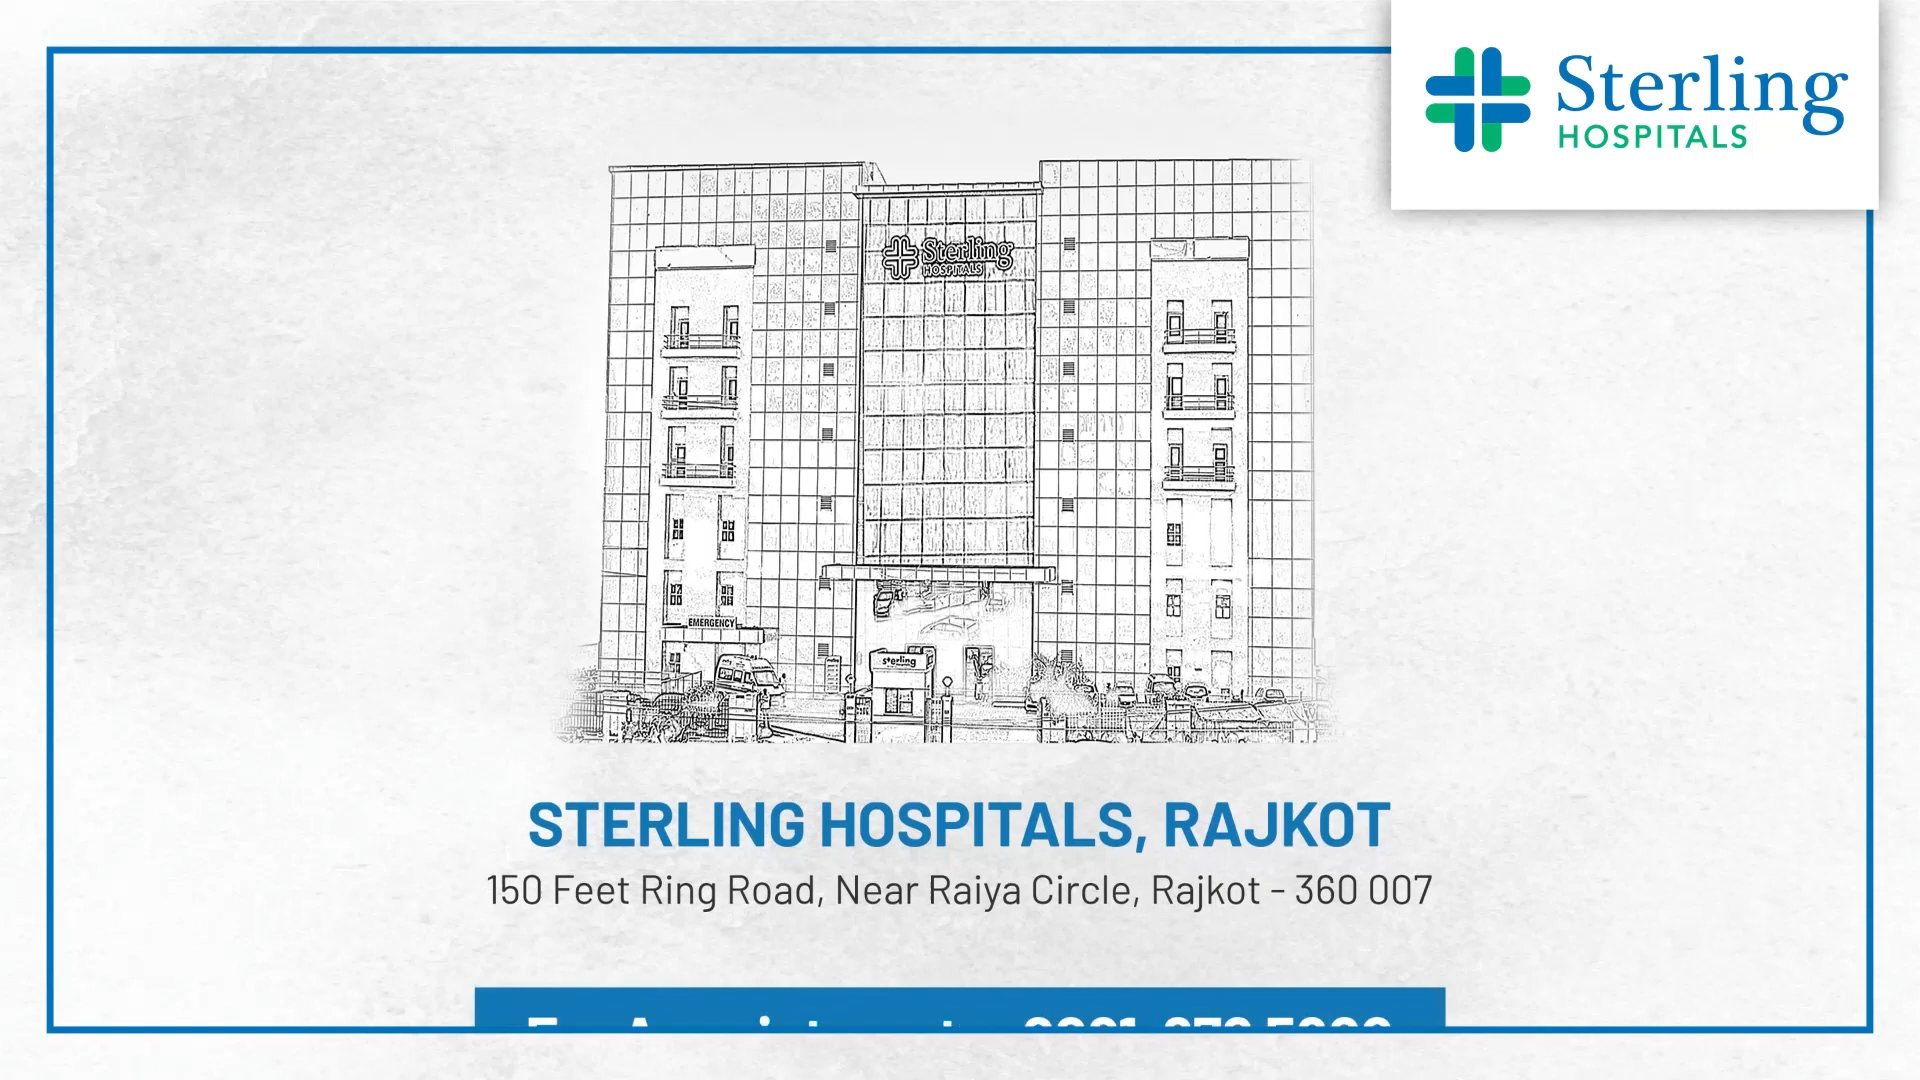 Sterling
HOSPITALS
Sterling
HOSPITALS
EMERGENCY
sterling
STERLING HOSPITALS, RAJKOT
150 Feet Ring Road, Near Raiya Circle, Rajkot - 360 007